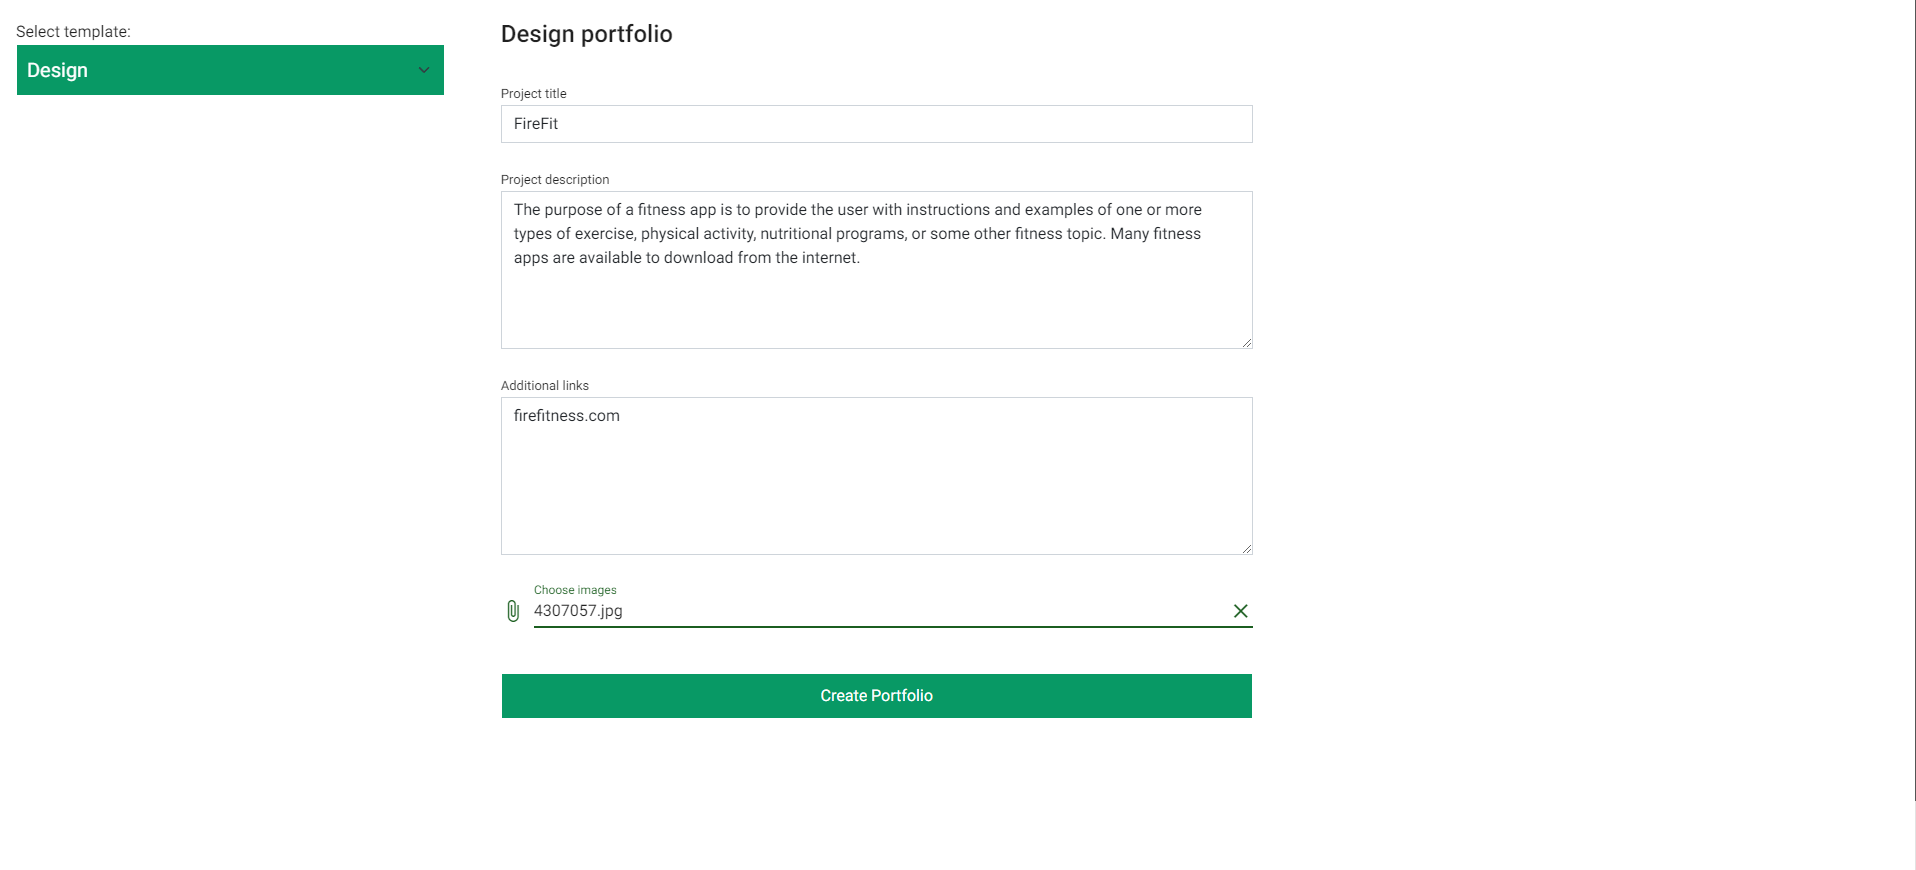 Select template:
Design
Design portfolio
Project title
FireFit
Project description
The purpose of a fitness app is to provide the user with instructions and examples of one or more
types of exercise, physical activity, nutritional programs, or some other fitness topic. Many fitness
apps are available to download from the internet.
Additional links
firefitness.com
Choose images
4307057.jpg
Create Portfolio